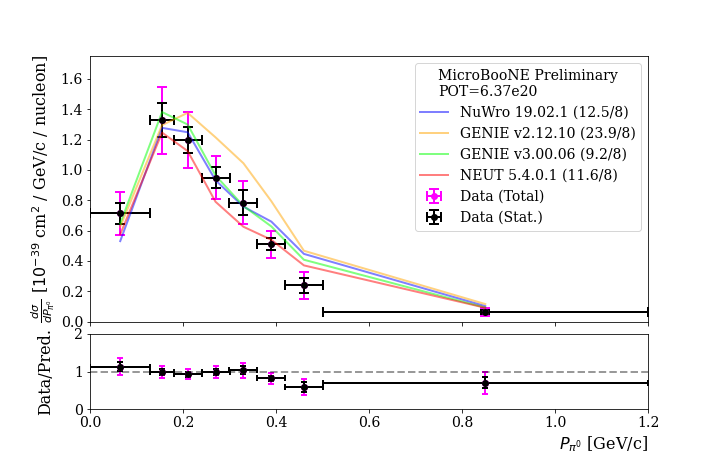 MicroBooNE Preliminary
POT=6.37e20
NuWro 19.02.1 (12.5/8)
GENIE v2.12.10 (23.9/8)
GENIE v3.00.06 (9.2/8)
NEUT 5.4.0.1 (11.6/8)
Data (Total)
Data (Stat.)
dσ/dP_{π⁰} [10⁻³⁹ cm² / GeV/c / nucleon]
1.6
1.4
1.2
1.0
0.8
0.6
0.4
0.2
0.0
Data/Pred.
2
1
0
0.0 0.2 0.4 0.6 0.8 1.0 1.2
P_{π⁰} [GeV/c]